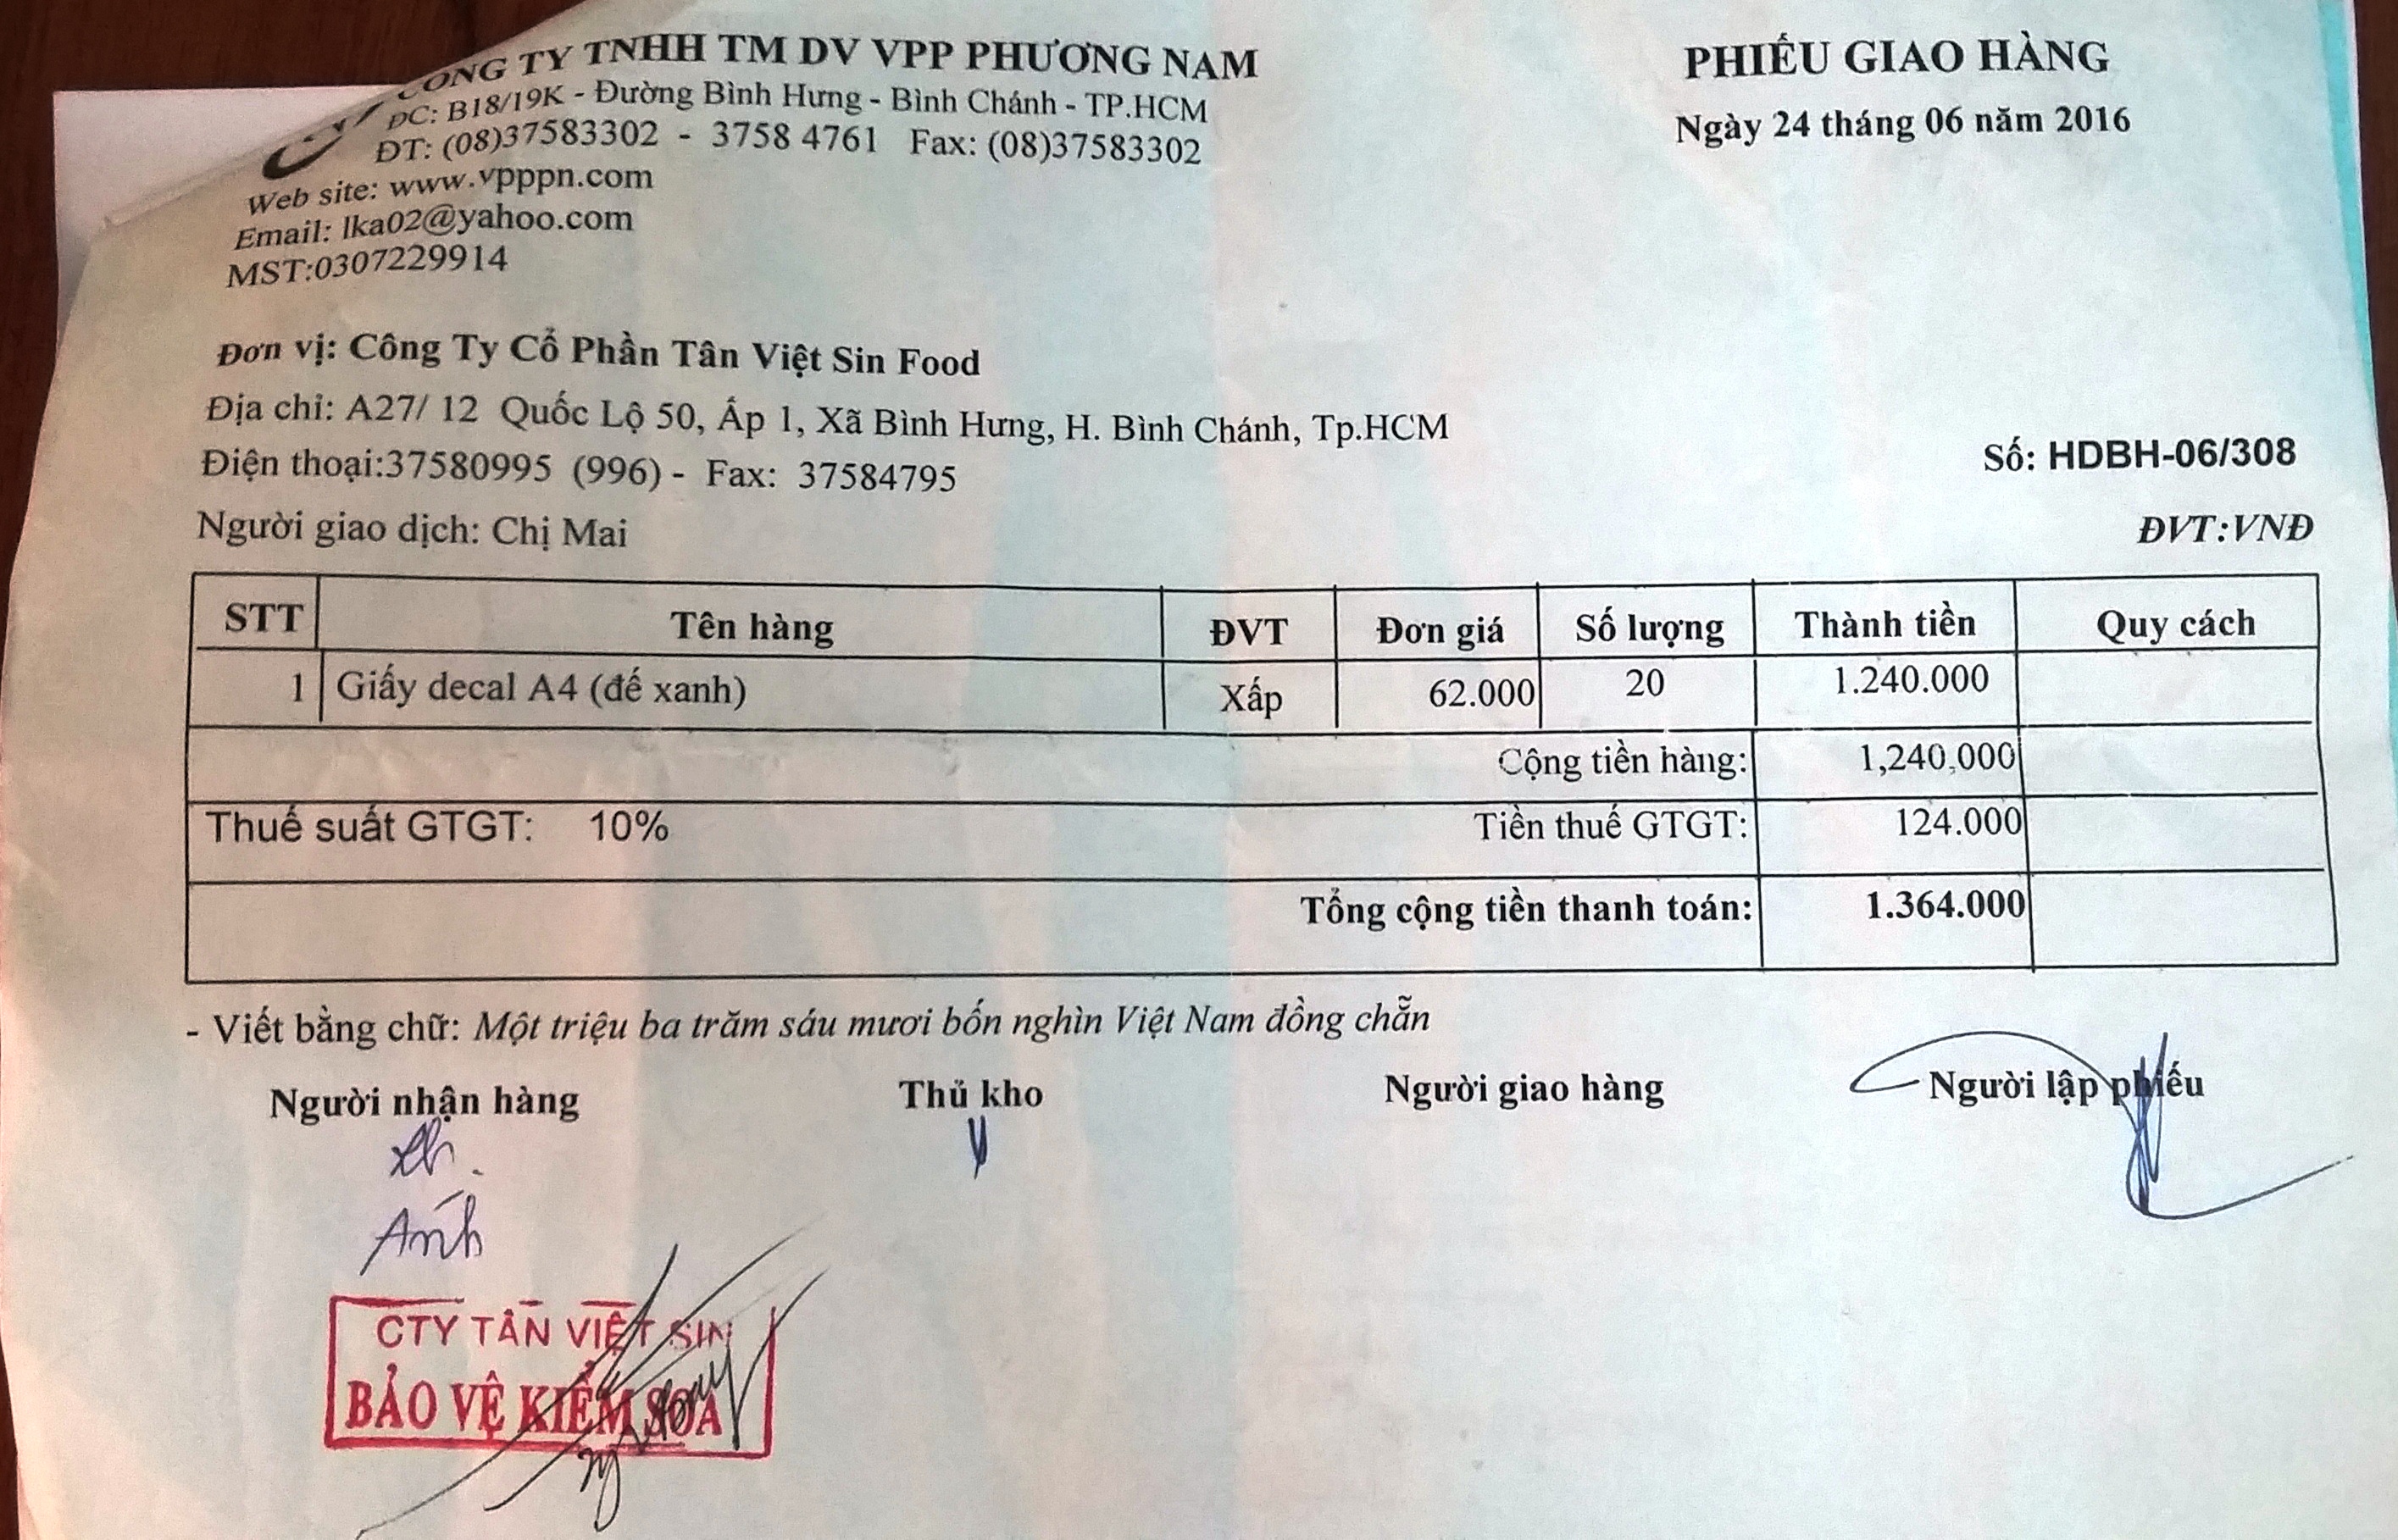 CÔNG TY TNHH TM DV VPP PHƯƠNG NAM
ĐC: B18/19K - Đường Bình Hưng - Bình Chánh - TP.HCM
ĐT: (08)37583302 - 3758 4761 Fax: (08)37583302
Web site: www.vpppn.com
Email: lka02@yahoo.com
MST:0307229914
PHIẾU GIAO HÀNG
Ngày 24 tháng 06 năm 2016
Đơn vị: Công Ty Cổ Phần Tân Việt Sin Food
Địa chỉ: A27/ 12 Quốc Lộ 50, Ấp 1, Xã Bình Hưng, H. Bình Chánh, Tp.HCM
Điện thoại:37580995 (996) - Fax: 37584795 Số: HDBH-06/308
Người giao dịch: Chị Mai ĐVT:VNĐ
STT Tên hàng ĐVT Đơn giá Số lượng Thành tiền Quy cách
1 Giấy decal A4 (đế xanh) Xấp 62.000 20 1.240.000
Cộng tiền hàng: 1,240,000
Thuế suất GTGT: 10% Tiền thuế GTGT: 124.000
Tổng cộng tiền thanh toán: 1.364.000
- Viết bằng chữ: Một triệu ba trăm sáu mươi bốn nghìn Việt Nam đồng chẵn
Người nhận hàng Thủ kho Người giao hàng Người lập phiếu
Ánh
CTY TÂN VIỆT SIN
BẢO VỆ KIỂM SOÁ